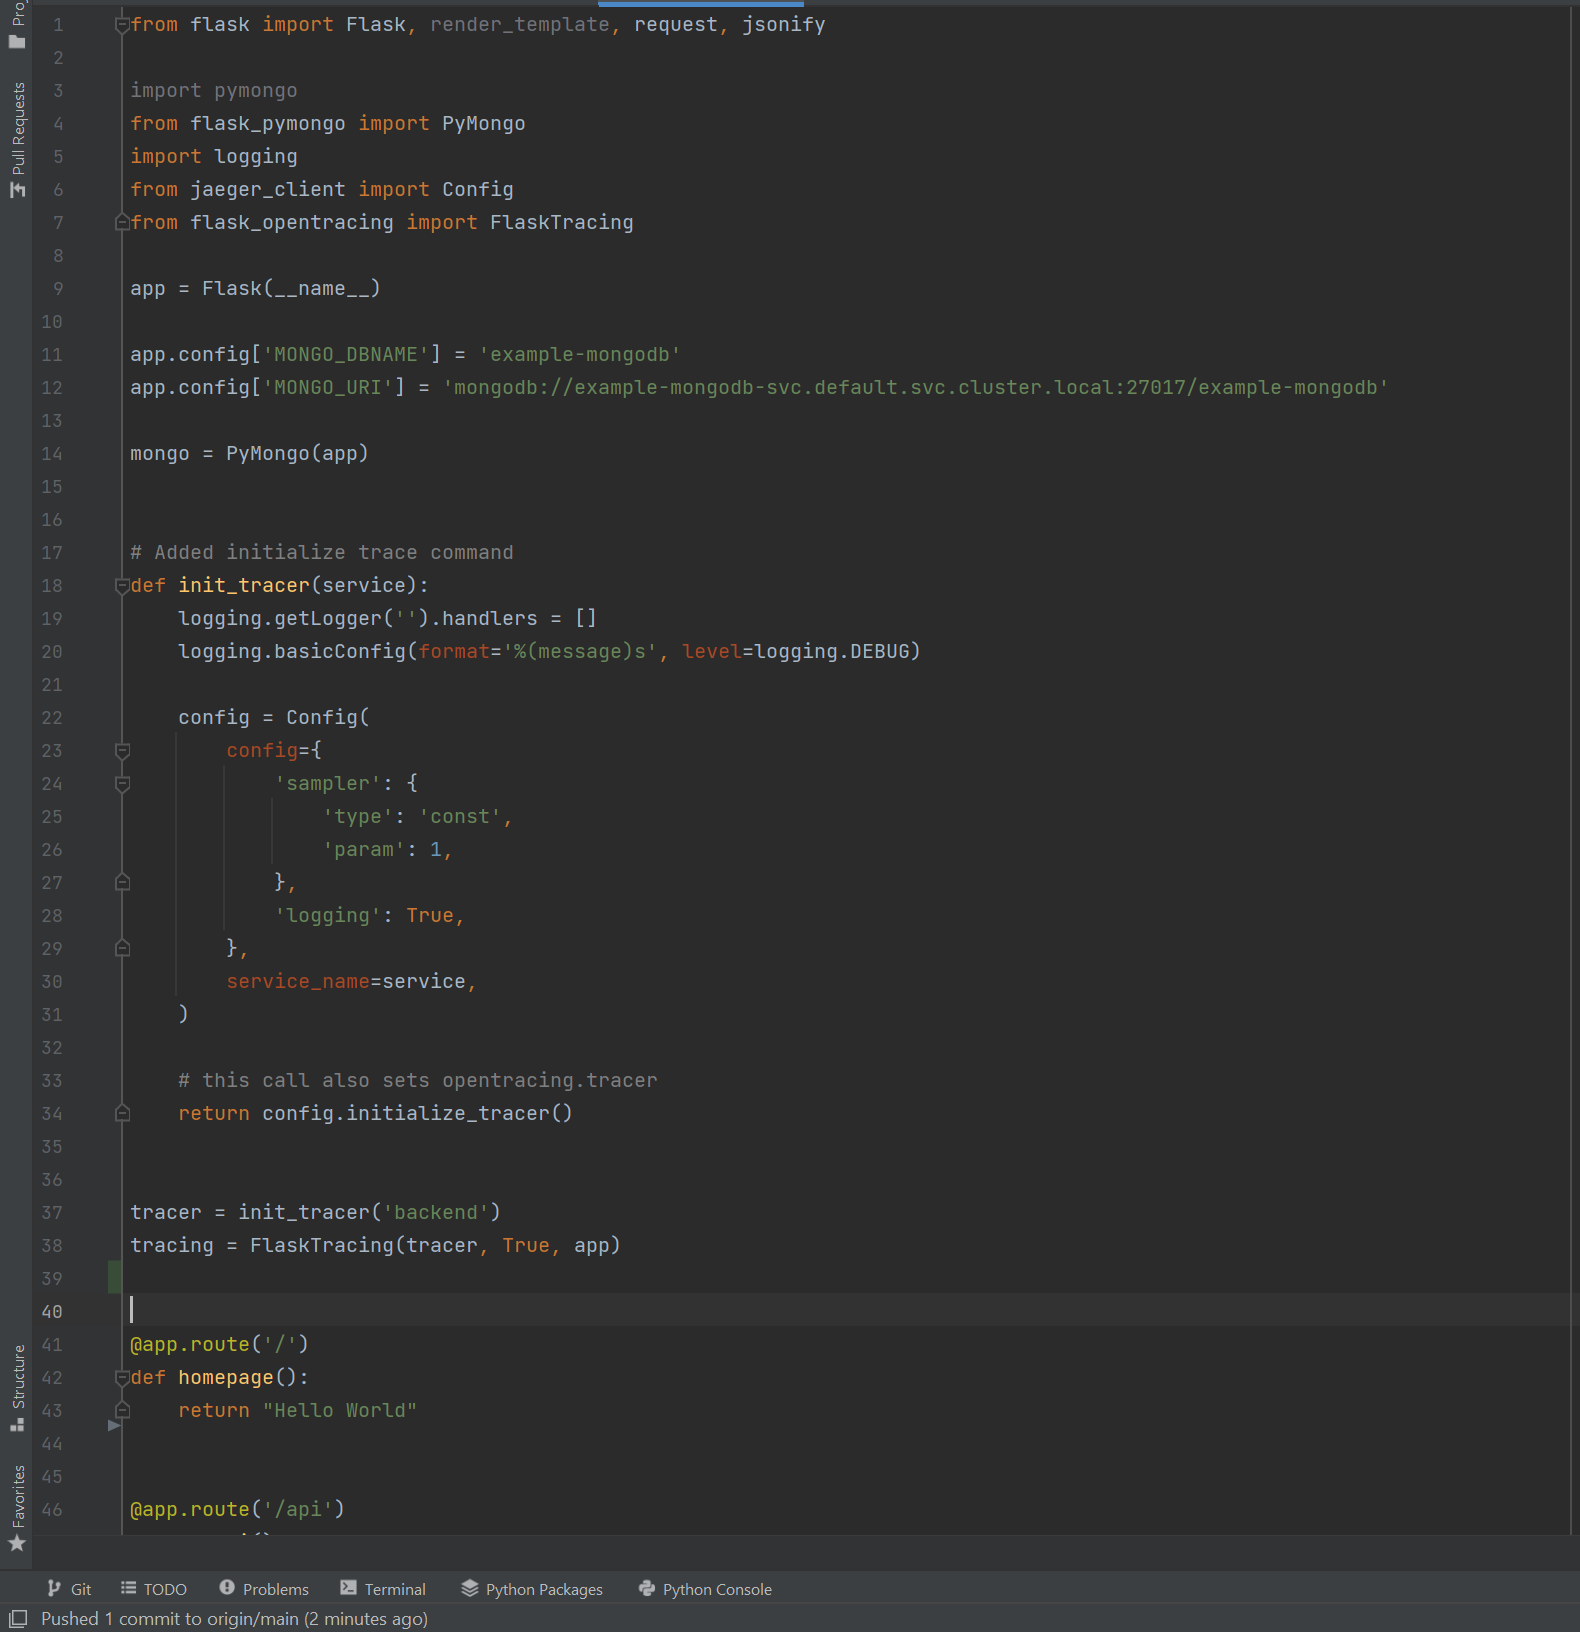 Pro
Pull Requests
Structure
Favorites
1 from flask import Flask, render_template, request, jsonify
2
3 import pymongo
4 from flask_pymongo import PyMongo
5 import logging
6 from jaeger_client import Config
7 from flask_opentracing import FlaskTracing
8
9 app = Flask(__name__)
10
11 app.config['MONGO_DBNAME'] = 'example-mongodb'
12 app.config['MONGO_URI'] = 'mongodb://example-mongodb-svc.default.svc.cluster.local:27017/example-mongodb'
13
14 mongo = PyMongo(app)
15
16
17 # Added initialize trace command
18 def init_tracer(service):
19     logging.getLogger('').handlers = []
20     logging.basicConfig(format='%(message)s', level=logging.DEBUG)
21
22     config = Config(
23         config={
24             'sampler': {
25                 'type': 'const',
26                 'param': 1,
27             },
28             'logging': True,
29         },
30         service_name=service,
31     )
32
33     # this call also sets opentracing.tracer
34     return config.initialize_tracer()
35
36
37 tracer = init_tracer('backend')
38 tracing = FlaskTracing(tracer, True, app)
39
40
41 @app.route('/')
42 def homepage():
43     return "Hello World"
44
45
46 @app.route('/api')
Git TODO Problems Terminal Python Packages Python Console
Pushed 1 commit to origin/main (2 minutes ago)